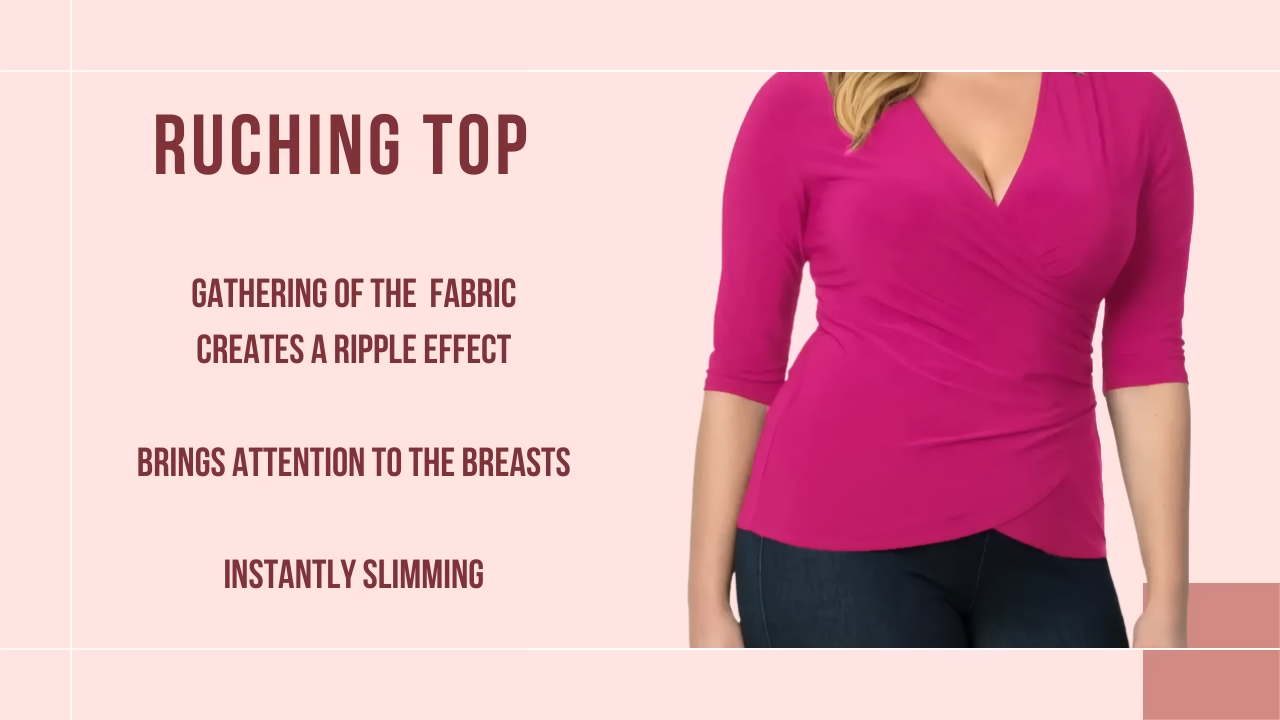 RUCHING TOP
GATHERING OF THE FABRIC
CREATES A RIPPLE EFFECT
BRINGS ATTENTION TO THE BREASTS
INSTANTLY SLIMMING